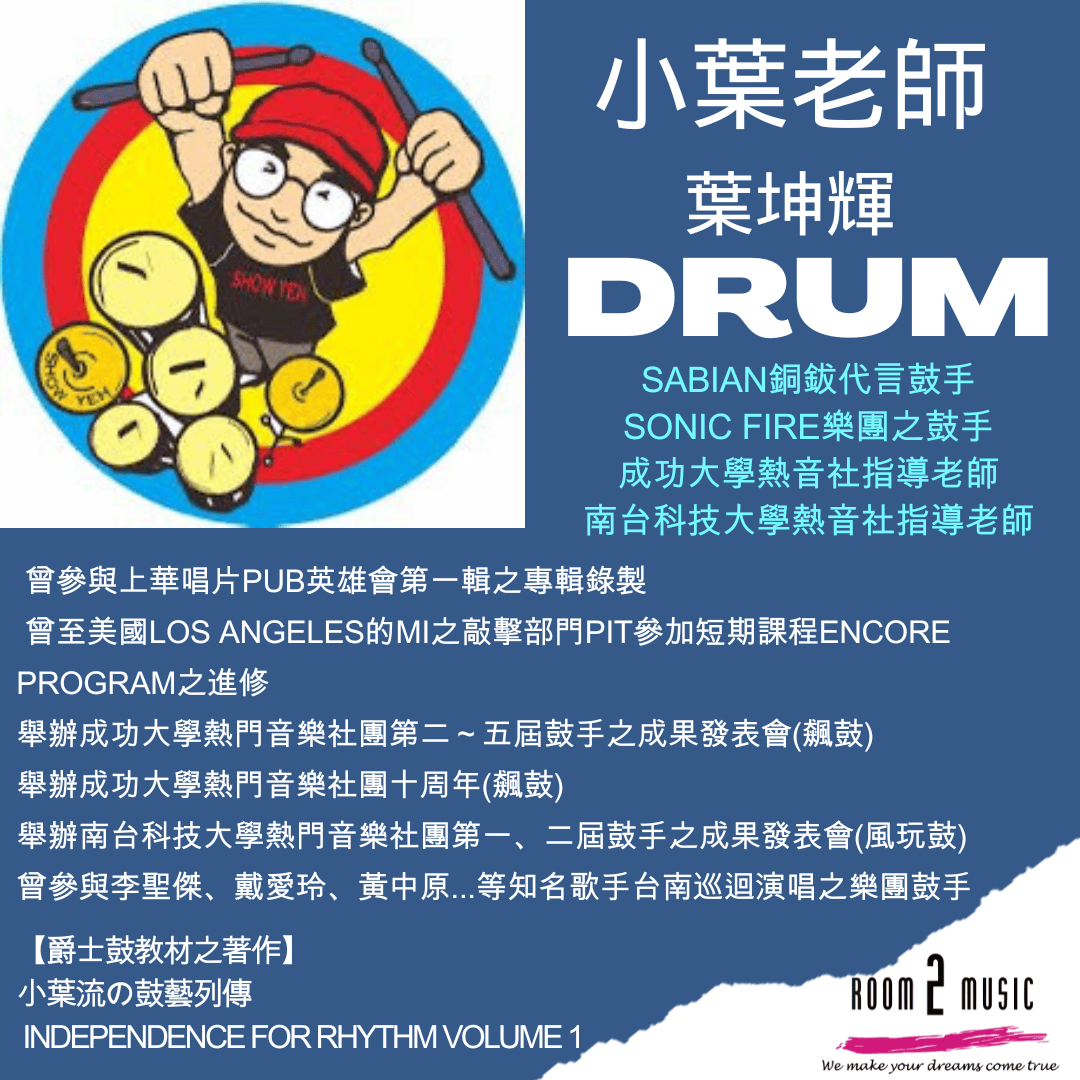 小葉老師
葉坤輝
DRUM
SABIAN銅鈸代言鼓手
SONIC FIRE樂團之鼓手
成功大學熱音社指導老師
南台科技大學熱音社指導老師
SHOW YEH
SHOW YEH
曾參與上華唱片PUB英雄會第一輯之專輯錄製
曾至美國LOS ANGELES的MI之敲擊部門PIT參加短期課程ENCORE
PROGRAM之進修
舉辦成功大學熱門音樂社團第二～五屆鼓手之成果發表會(飆鼓)
舉辦成功大學熱門音樂社團十周年(飆鼓)
舉辦南台科技大學熱門音樂社團第一、二屆鼓手之成果發表會(風玩鼓)
曾參與李聖傑、戴愛玲、黃中原...等知名歌手台南巡迴演唱之樂團鼓手
【爵士鼓教材之著作】
小葉流の鼓藝列傳
INDEPENDENCE FOR RHYTHM VOLUME 1
ROOM 2 MUSIC
We make your dreams come true